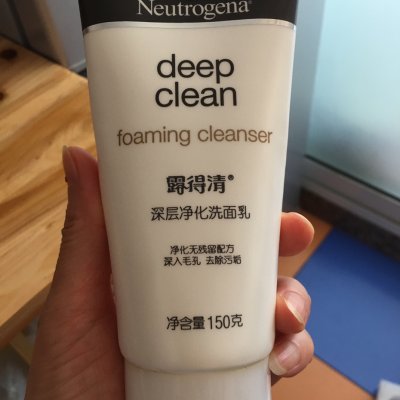 Neutrogena®
deep
clean
foaming cleanser
露得清®
深层净化洗面乳
净化无残留配方
深入毛孔 去除污垢
净含量150克